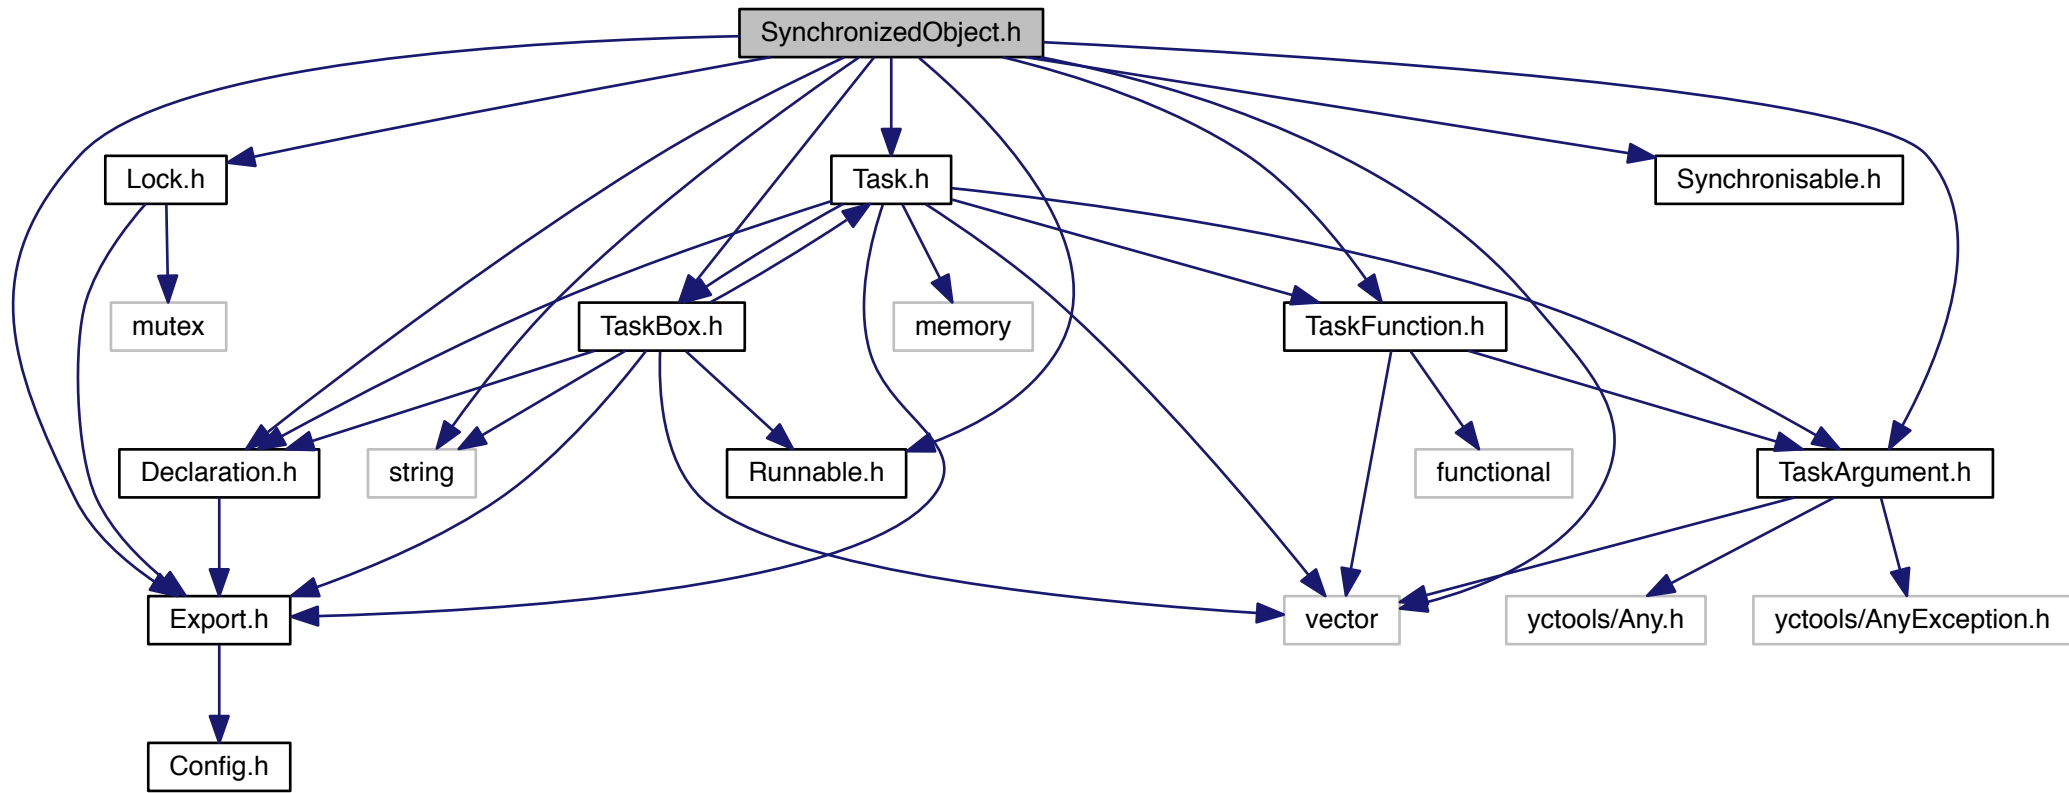 SynchronizedObject.h
Lock.h
Task.h
Synchronisable.h
mutex
TaskBox.h
memory
TaskFunction.h
Declaration.h
string
Runnable.h
functional
TaskArgument.h
Export.h
vector
yctools/Any.h
yctools/AnyException.h
Config.h